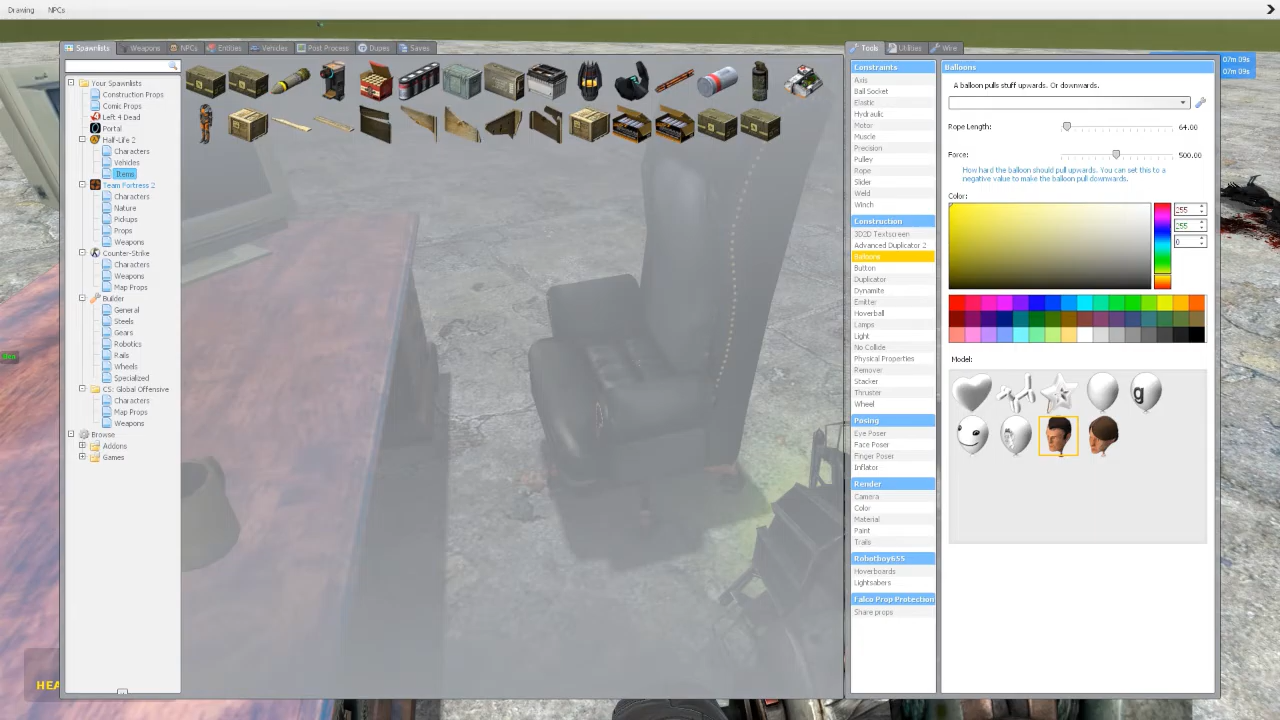 Drawing NPCs
Spawnlists Weapons NPCs Entities Vehicles Post Process Dupes Saves
Tools Utilities Wire
07m.09s
07m.09s
Your Spawnlists
Construction Props
Comic Props
Left 4 Dead
Portal
Half-Life 2
Characters
Vehicles
Items
Team Fortress 2
Characters
Nature
Pickups
Props
Weapons
Counter-Strike
Characters
Weapons
Map Props
Builder
General
Steels
Gears
Robotics
Rails
Wheels
Specialized
CS: Global Offensive
Characters
Map Props
Weapons
Browse
Addons
Games
HEA
Constraints
Axis
Ball Socket
Elastic
Hydraulic
Motor
Muscle
Precision
Pulley
Rope
Slider
Weld
Winch
Construction
3D2D Textscreen
Advanced Duplicator 2
Balloons
Button
Duplicator
Dynamite
Emitter
Hoverball
Lamps
Light
No Collide
Physical Properties
Remover
Stacker
Thruster
Wheel
Posing
Eye Poser
Face Poser
Finger Poser
Inflator
Render
Camera
Color
Material
Paint
Trails
Robotboy655
Hoverboards
Lightsabers
Falco Prop Protection
Share props
Balloons
A balloon pulls stuff upwards. Or downwards.
Rope Length: 64.00
Force: 500.00
How hard the balloon should pull upwards. You can set this to a
negative value to make the balloon pull downwards.
Color:
255
255
0
Model:
g